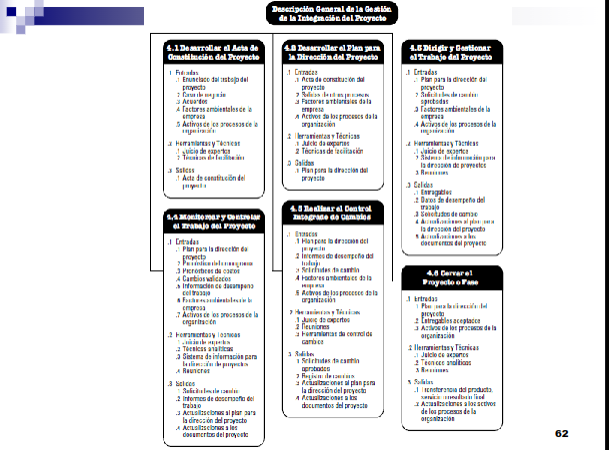 Descripción General de la Gestión
de la Integración del Proyecto
4.1 Desarrollar el Acta de
Constitución del Proyecto
.1 Entradas
.1 Enunciado del trabajo del
proyecto
.2 Caso de negocio
.3 Acuerdos
.4 Factores ambientales de la
empresa
.5 Activos de los procesos de la
organización
.2 Herramientas y Técnicas
.1 Juicio de expertos
.2 Técnicas de facilitación
.3 Salidas
.1 Acta de constitución del
proyecto
4.2 Desarrollar el Plan para
la Dirección del Proyecto
.1 Entradas
.1 Acta de constitución del
proyecto
.2 Salidas de otros procesos
.3 Factores ambientales de la
empresa
.4 Activos de los procesos de la
organización
.2 Herramientas y Técnicas
.1 Juicio de expertos
.2 Técnicas de facilitación
.3 Salidas
.1 Plan para la dirección del
proyecto
4.3 Dirigir y Gestionar
el Trabajo del Proyecto
.1 Entradas
.1 Plan para la dirección del
proyecto
.2 Solicitudes de cambio
aprobadas
.3 Factores ambientales de la
empresa
.4 Activos de los procesos de la
organización
.2 Herramientas y Técnicas
.1 Juicio de expertos
.2 Sistema de información para
la dirección de proyectos
.3 Reuniones
.3 Salidas
.1 Entregables
.2 Datos de desempeño del
trabajo
.3 Solicitudes de cambio
.4 Actualizaciones al plan para
la dirección del proyecto
.5 Actualizaciones a los
documentos del proyecto
4.4 Monitorear y Controlar
el Trabajo del Proyecto
.1 Entradas
.1 Plan para la dirección del
proyecto
.2 Pronóstico del cronograma
.3 Pronósticos de costos
.4 Cambios validados
.5 Información de desempeño
del trabajo
.6 Factores ambientales de la
empresa
.7 Activos de los procesos de la
organización
.2 Herramientas y Técnicas
.1 Juicio de expertos
.2 Técnicas analíticas
.3 Sistema de información para
la dirección de proyectos
.4 Reuniones
.3 Salidas
.1 Solicitudes de cambio
.2 Informes de desempeño del
trabajo
.3 Actualizaciones al plan para
la dirección del proyecto
.4 Actualizaciones a los
documentos del proyecto
4.5 Realizar el Control
Integrado de Cambios
.1 Entradas
.1 Plan para la dirección del
proyecto
.2 Informes de desempeño del
trabajo
.3 Solicitudes de cambio
.4 Factores ambientales de la
empresa
.5 Activos de los procesos de la
organización
.2 Herramientas y Técnicas
.1 Juicio de expertos
.2 Reuniones
.3 Herramientas de control de
cambios
.3 Salidas
.1 Solicitudes de cambio
aprobadas
.2 Registro de cambios
.3 Actualizaciones al plan para
la dirección del proyecto
.4 Actualizaciones a los
documentos del proyecto
4.6 Cerrar el
Proyecto o Fase
.1 Entradas
.1 Plan para la dirección del
proyecto
.2 Entregables aceptados
.3 Activos de los procesos de la
organización
.2 Herramientas y Técnicas
.1 Juicio de expertos
.2 Técnicas analíticas
.3 Reuniones
.3 Salidas
.1 Transferencia del producto,
servicio o resultado final
.2 Actualizaciones a los activos
de los procesos de la
organización
62